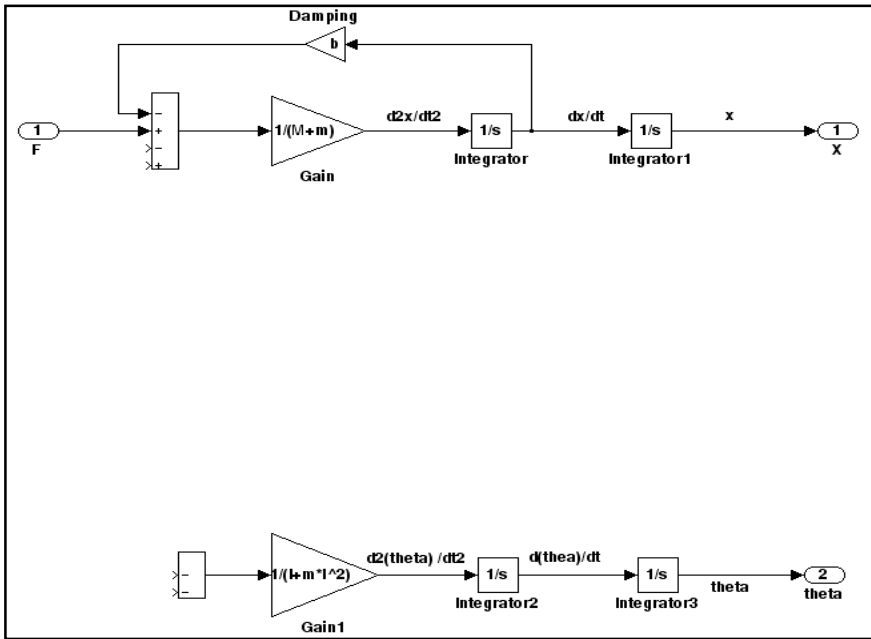 Damping
b
d2x/dt2
dx/dt
x
1
F
−
+
−
+
1/(M+m)
Gain
1/s
Integrator
1/s
Integrator1
1
X
d2(theta) /dt2
d(thea)/dt
−
−
1/(I+m*l^2)
Gain1
1/s
Integrator2
1/s
Integrator3
theta
2
theta